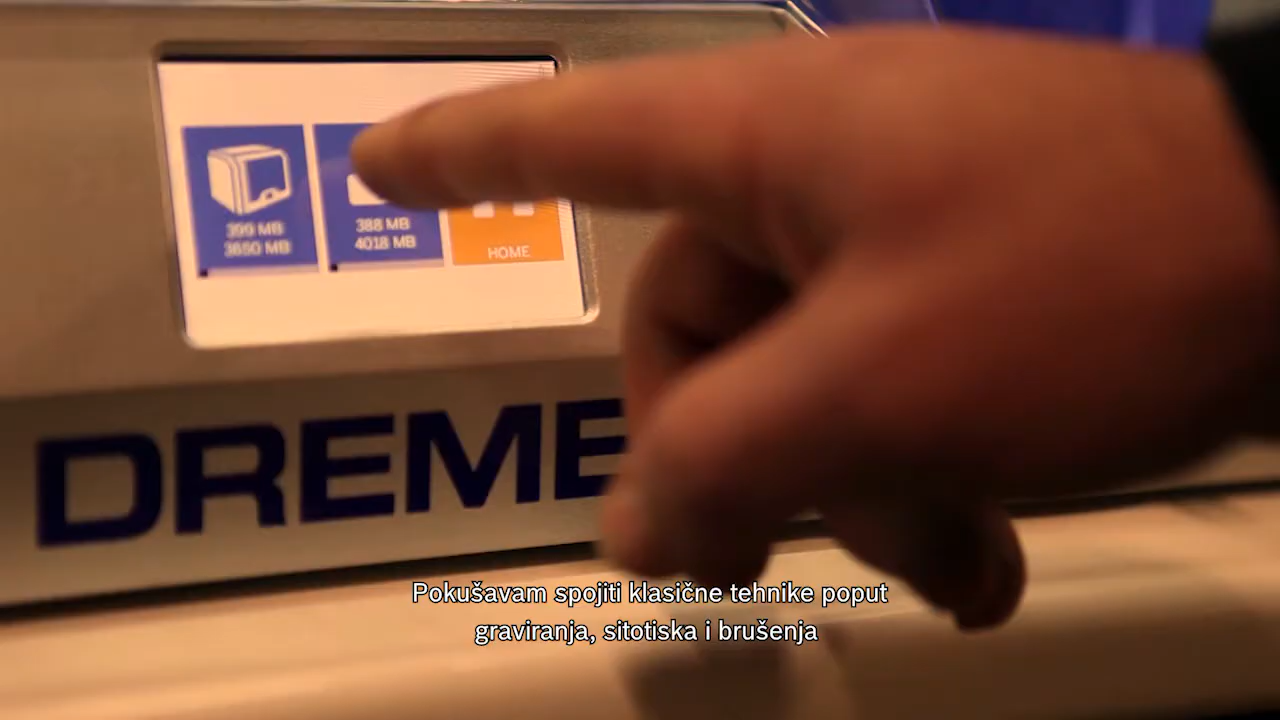 399 MB
3650 MB
388 MB
4018 MB
HOME
DREME
Pokušavam spojiti klasične tehnike poput
graviranja, sitotiska i brušenja